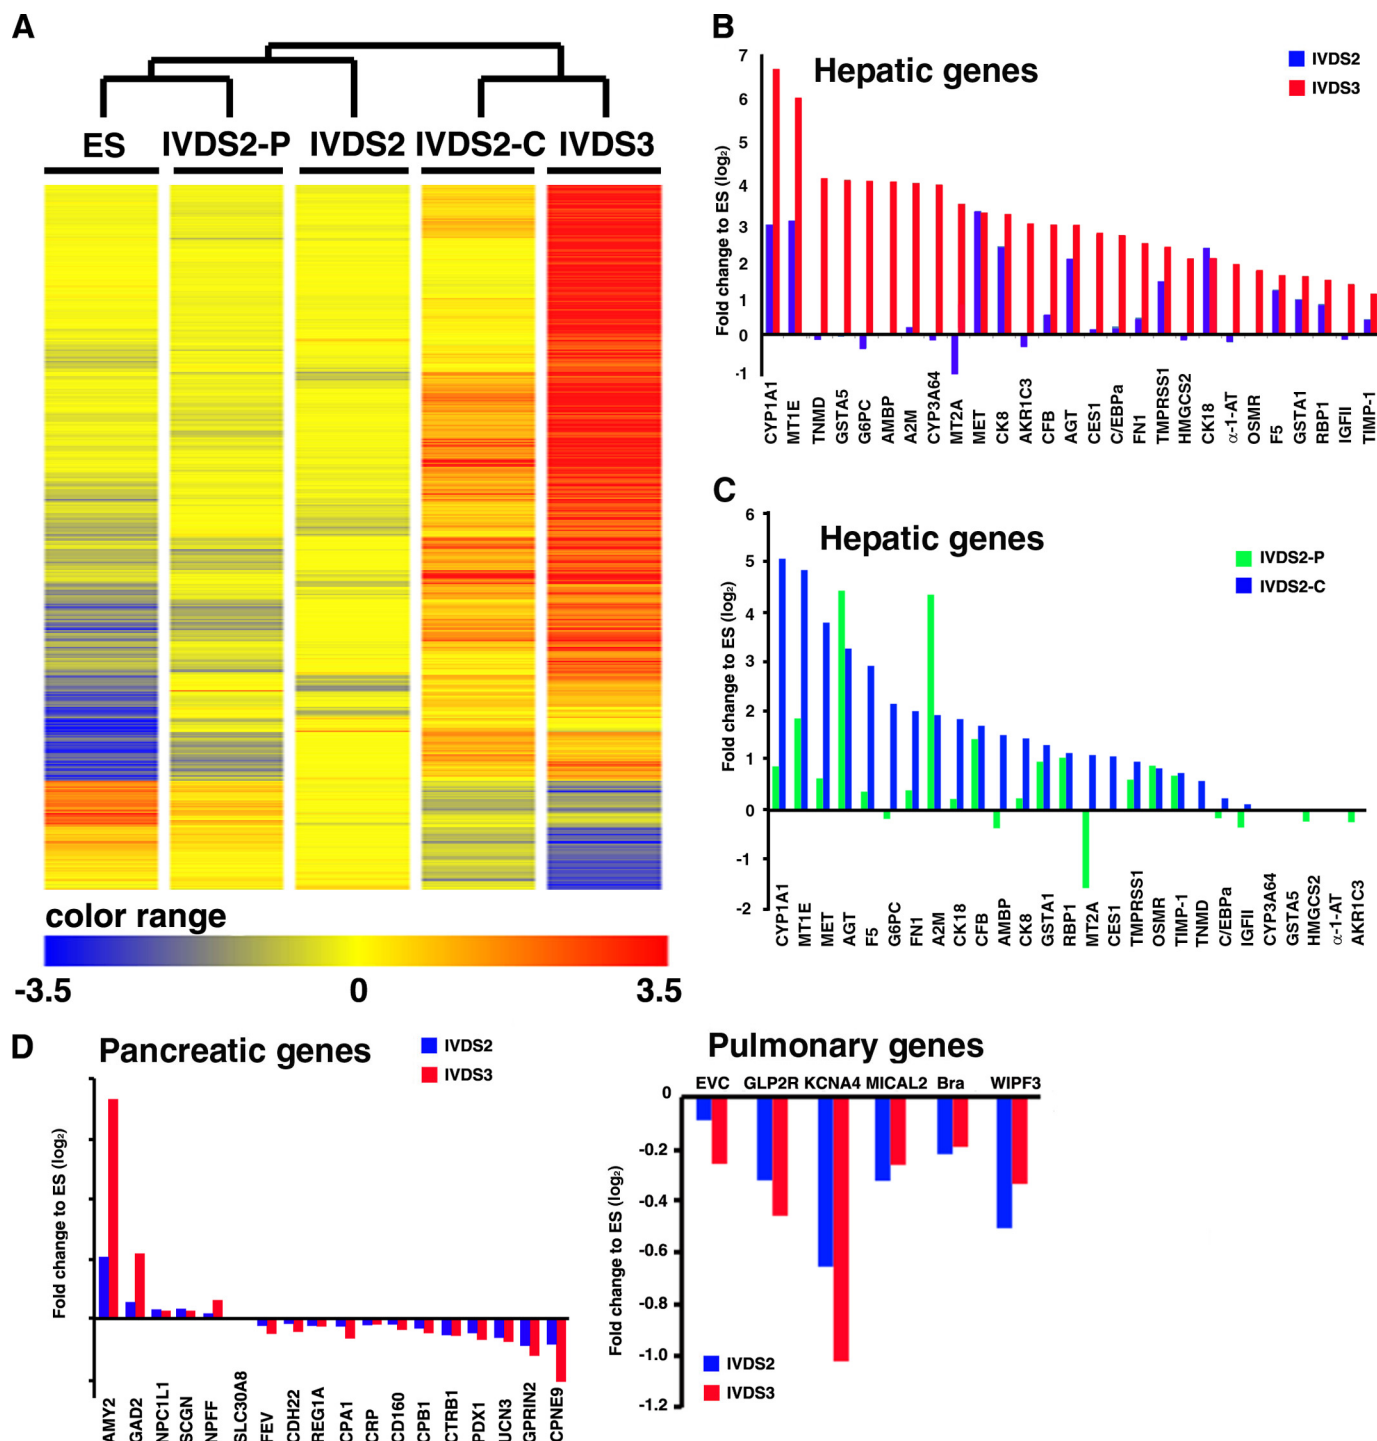 A
ES IVDS2-P IVDS2 IVDS2-C IVDS3
color range
-3.5 0 3.5
B
Hepatic genes
IVDS2
IVDS3
Fold change to ES (log2)
7
6
5
4
3
2
1
0
-1
CYP1A1 MT1E TNMD GSTA5 G6PC AMBP A2M CYP3A64 MT2A MET CK8 AKR1C3 CFB AGT CES1 C/EBPa FN1 TMPRSS1 HMGCS2 CK18 α-1-AT OSMR F5 GSTA1 RBP1 IGFII TIMP-1
C
Hepatic genes
IVDS2-P
IVDS2-C
Fold change to ES (log2)
6
5
4
3
2
1
0
-1
-2
CYP1A1 MT1E MET AGT F5 G6PC FN1 A2M CK18 CFB AMBP CK8 GSTA1 RBP1 MT2A CES1 TMPRSS1 OSMR TIMP-1 TNMD C/EBPa IGFII CYP3A64 GSTA5 HMGCS2 α-1-AT AKR1C3
D
Pancreatic genes
IVDS2
IVDS3
Fold change to ES (log2)
AMY2 GAD2 NPC1L1 SCGN NPFF SLC30A8 FEV CDH22 REG1A CPA1 CRP CD160 CPB1 CTRB1 PDX1 UCN3 GPRIN2 CPNE9
Pulmonary genes
EVC GLP2R KCNA4 MICAL2 Bra WIPF3
Fold change to ES (log2)
0
-0.2
-0.4
-0.6
-0.8
-1.0
-1.2
IVDS2
IVDS3